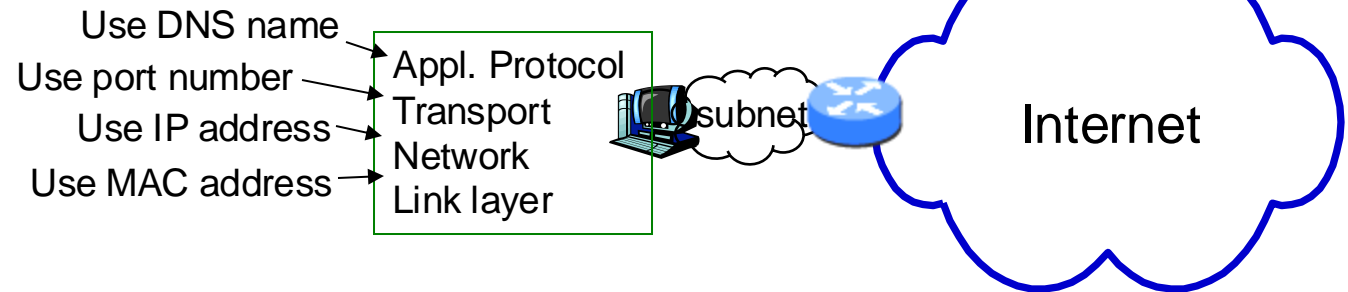 Use DNS name
Use port number
Use IP address
Use MAC address
Appl. Protocol
Transport
Network
Link layer
subnet
Internet